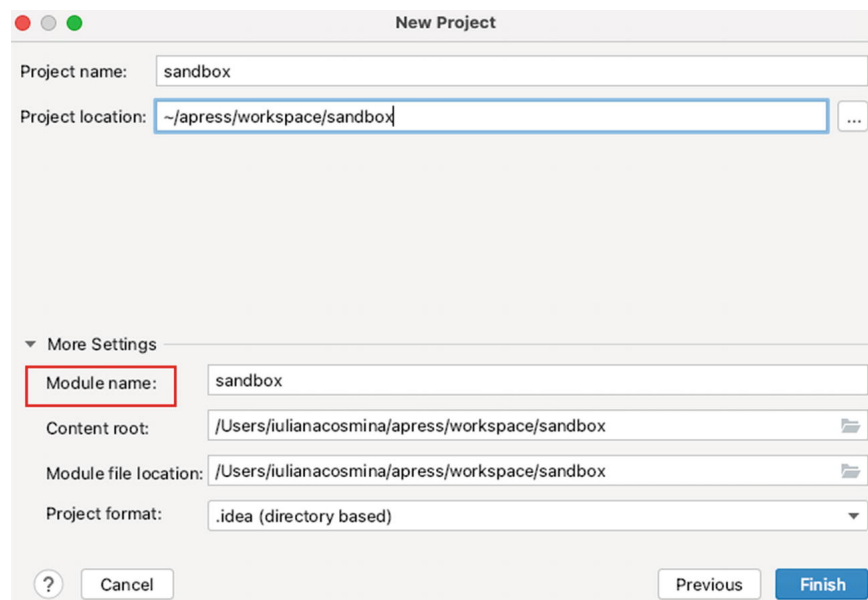 New Project
Project name: sandbox
Project location: ~/apress/workspace/sandbox ...
More Settings
Module name: sandbox
Content root: /Users/iulianacosmina/apress/workspace/sandbox
Module file location: /Users/iulianacosmina/apress/workspace/sandbox
Project format: .idea (directory based)
? Cancel Previous Finish